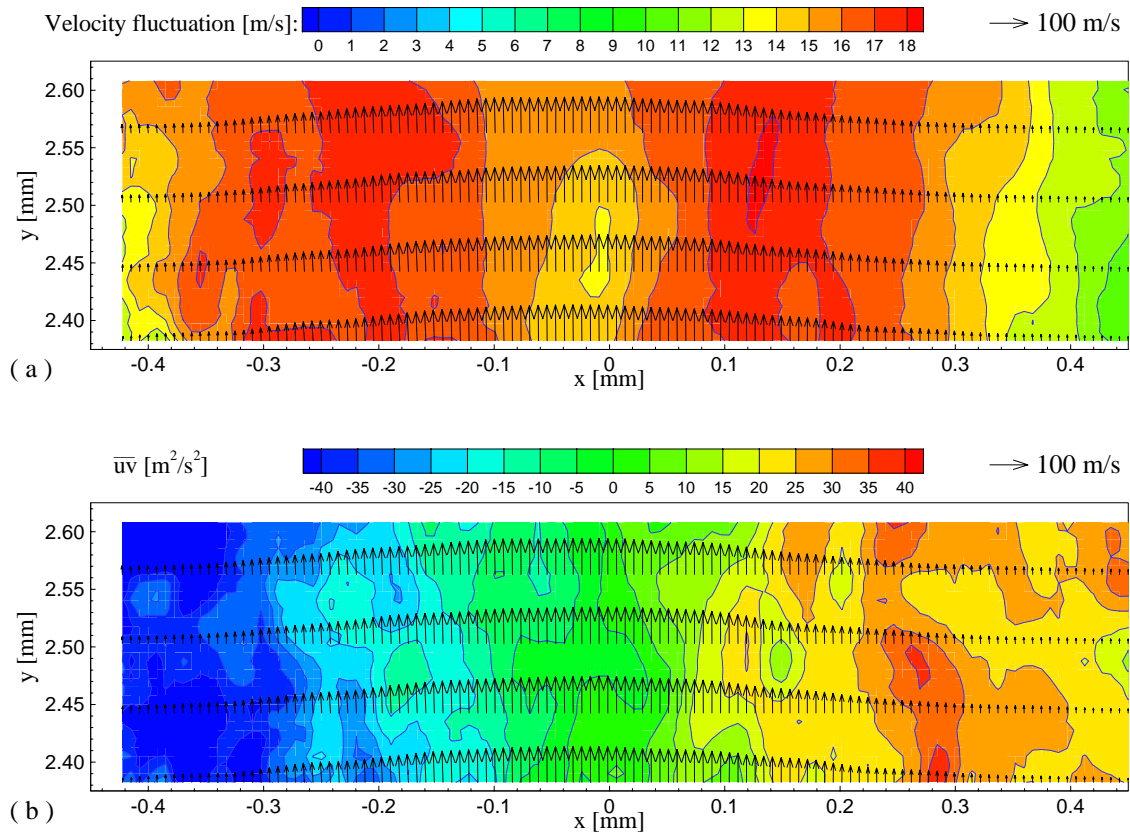 Velocity fluctuation [m/s]:
0 1 2 3 4 5 6 7 8 9 10 11 12 13 14 15 16 17 18
100 m/s
y [mm]
2.60
2.55
2.50
2.45
2.40
-0.4 -0.3 -0.2 -0.1 0 0.1 0.2 0.3 0.4
x [mm]
( a )
uv [m²/s²]
-40 -35 -30 -25 -20 -15 -10 -5 0 5 10 15 20 25 30 35 40
100 m/s
y [mm]
2.60
2.55
2.50
2.45
2.40
-0.4 -0.3 -0.2 -0.1 0 0.1 0.2 0.3 0.4
x [mm]
( b )